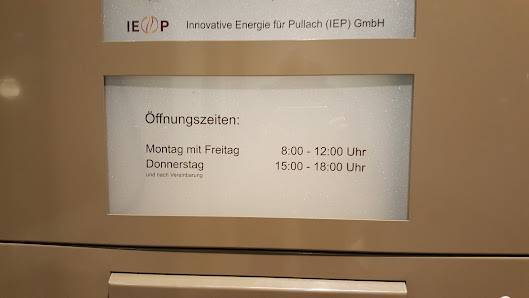 IEP Innovative Energie für Pullach (IEP) GmbH
Öffnungszeiten:
Montag mit Freitag 8:00 - 12:00 Uhr
Donnerstag 15:00 - 18:00 Uhr
und nach Vereinbarung